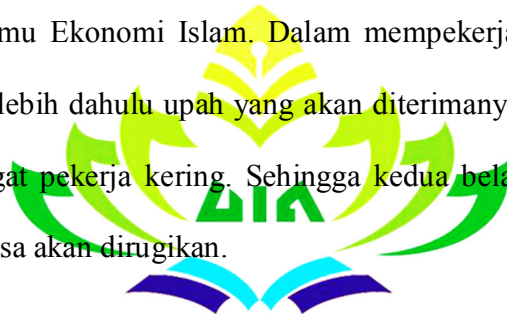 mu Ekonomi Islam. Dalam mempekerja
lebih dahulu upah yang akan diterimany
gat pekerja kering. Sehingga kedua bela
UIN
sa akan dirugikan.